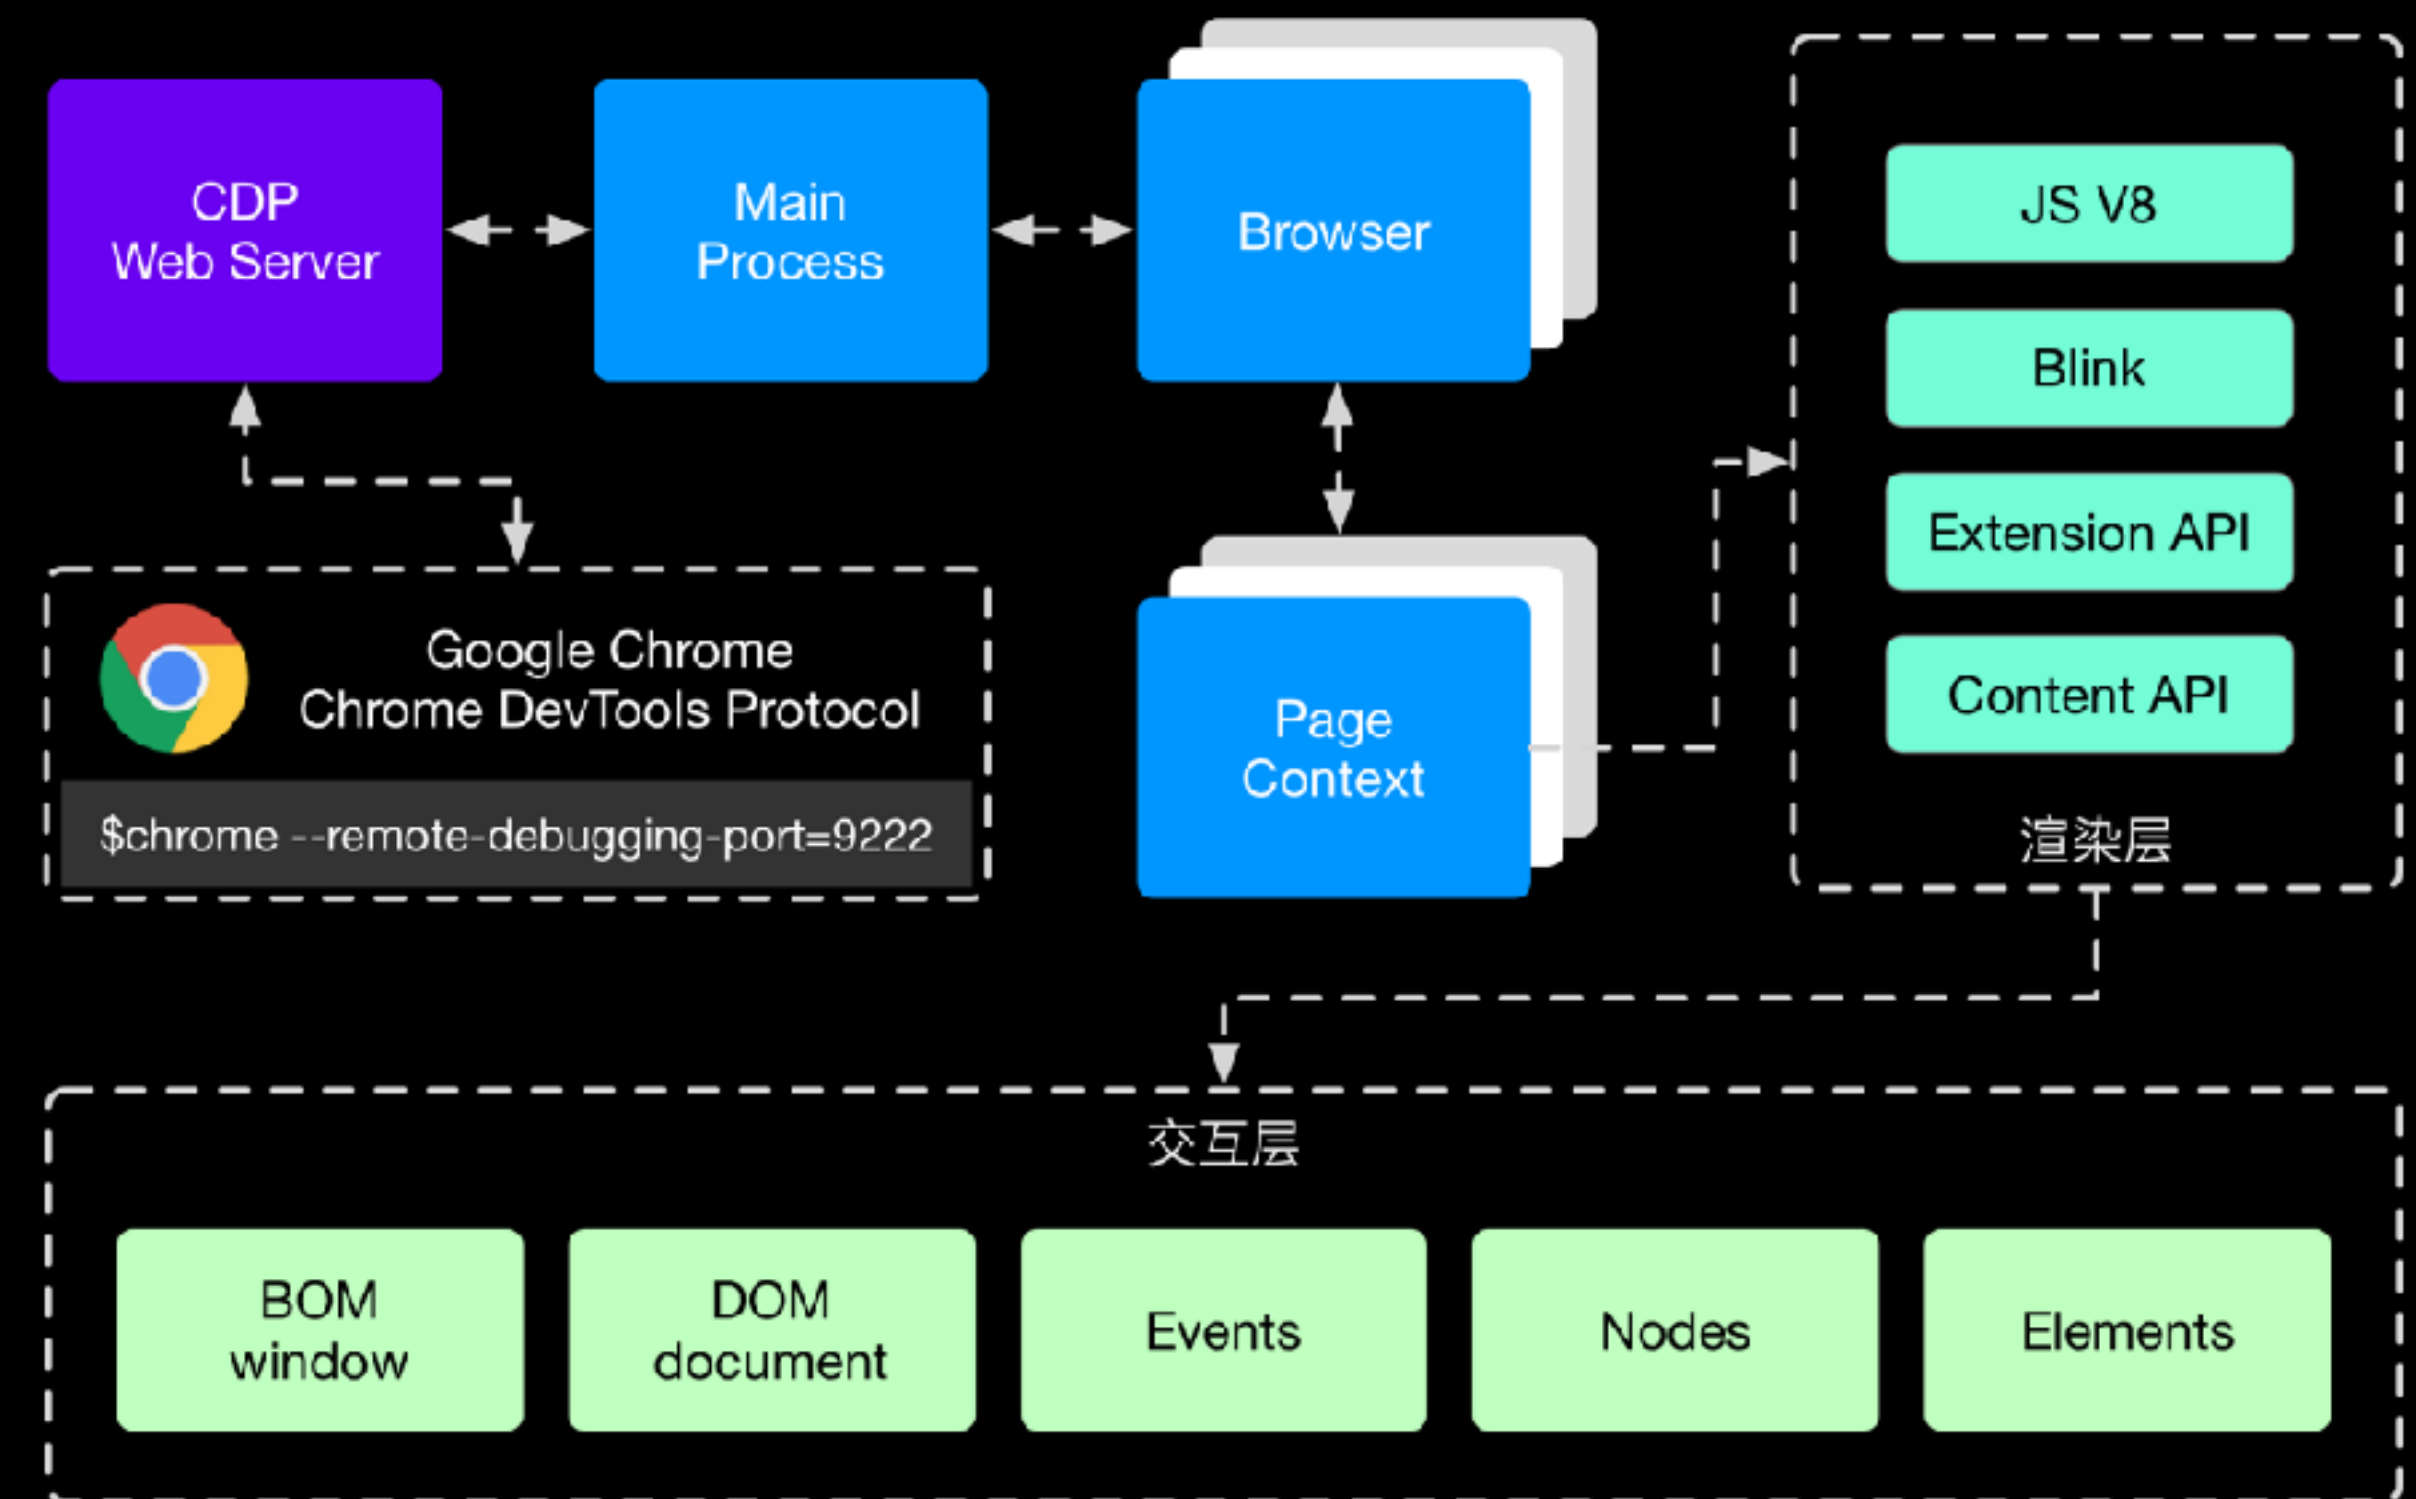 CDP
Web Server
Main
Process
Browser
JS V8
Blink
Extension API
Content API
渲染层
Google Chrome
Chrome DevTools Protocol
$chrome --remote-debugging-port=9222
Page
Context
交互层
BOM
window
DOM
document
Events
Nodes
Elements